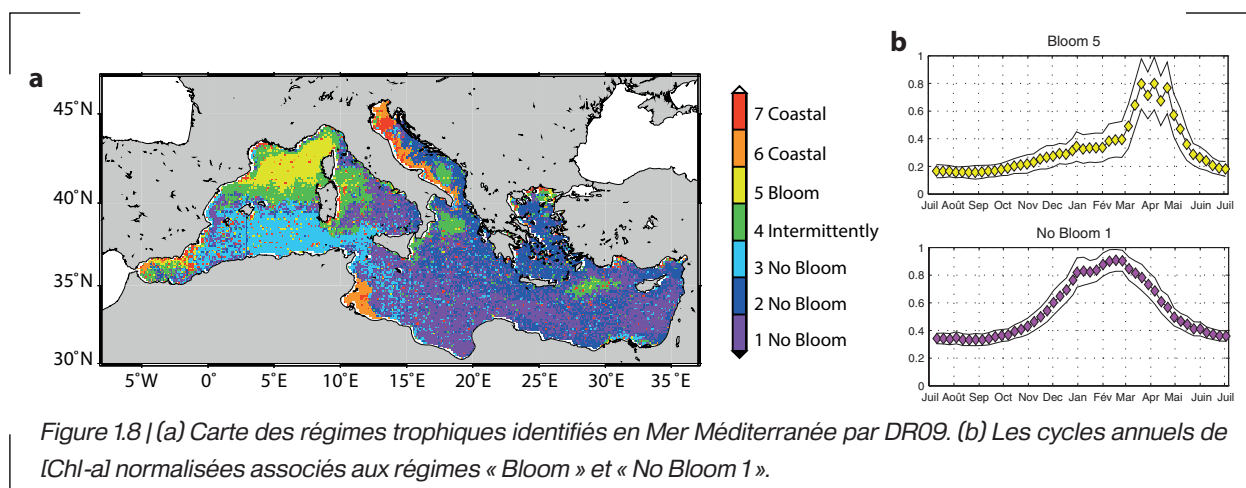 a
45°N
40°N
35°N
30°N
5°W 0° 5°E 10°E 15°E 20°E 25°E 30°E 35°E
7 Coastal
6 Coastal
5 Bloom
4 Intermittently
3 No Bloom
2 No Bloom
1 No Bloom
b
Bloom 5
1
0.8
0.6
0.4
0.2
0
Juil Août Sep Oct Nov Dec Jan Fév Mar Avr Mai Juin Juil
No Bloom 1
1
0.8
0.6
0.4
0.2
0
Juil Août Sep Oct Nov Dec Jan Fév Mar Avr Mai Juin Juil
Figure 1.8 | (a) Carte des régimes trophiques identifiés en Mer Méditerranée par DR09. (b) Les cycles annuels de
[Chl-a] normalisées associés aux régimes « Bloom » et « No Bloom 1 ».